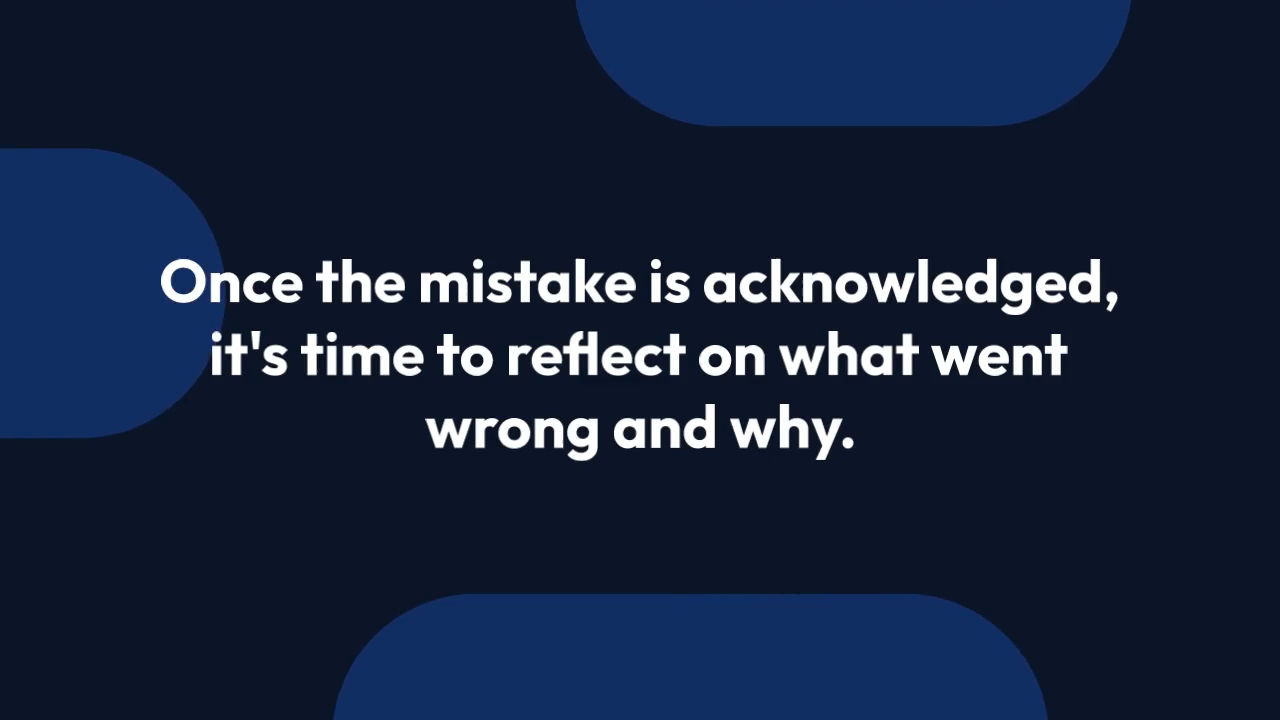 Once the mistake is acknowledged,
it's time to reflect on what went
wrong and why.